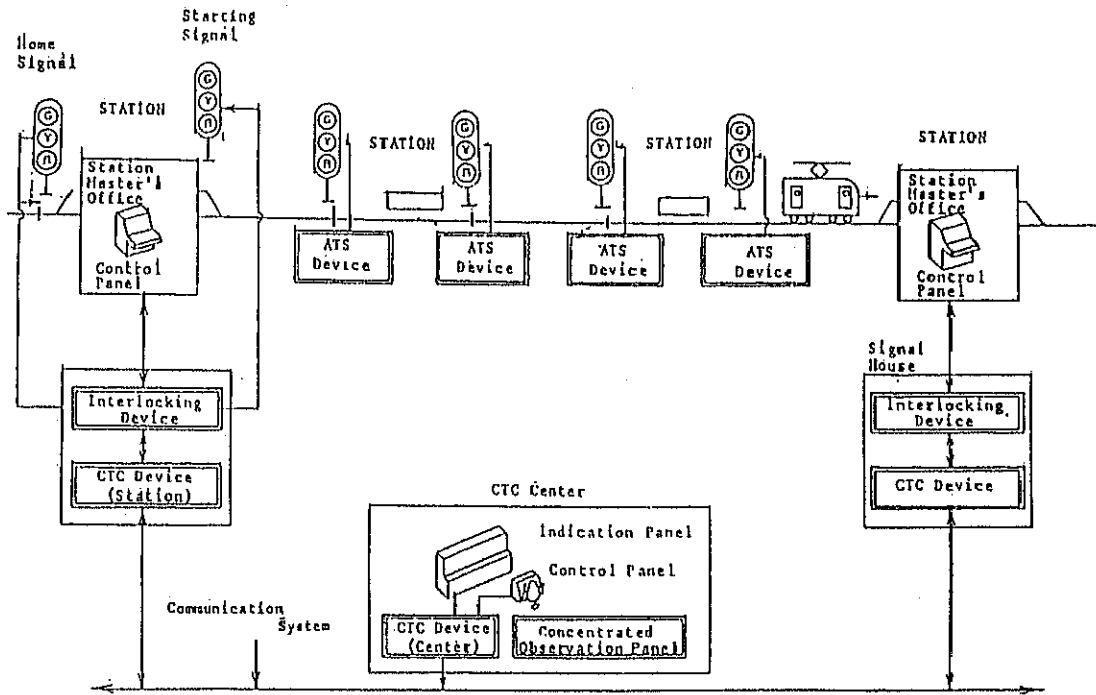 Home
Signal
Starting
Signal
STATION
STATION
STATION
STATION
G
Y
R
G
Y
R
G
Y
R
G
Y
R
G
Y
R
G
Y
R
Station
Master's
Office
Control
Panel
ATS
Device
ATS
Device
ATS
Device
ATS
Device
Station
Master's
Office
Control
Panel
Interlocking
Device
CTC Device
(Station)
Signal
House
Interlocking
Device
CTC Device
CTC Center
Indication Panel
Control Panel
CTC Device
(Center)
Concentrated
Observation Panel
Communication
System